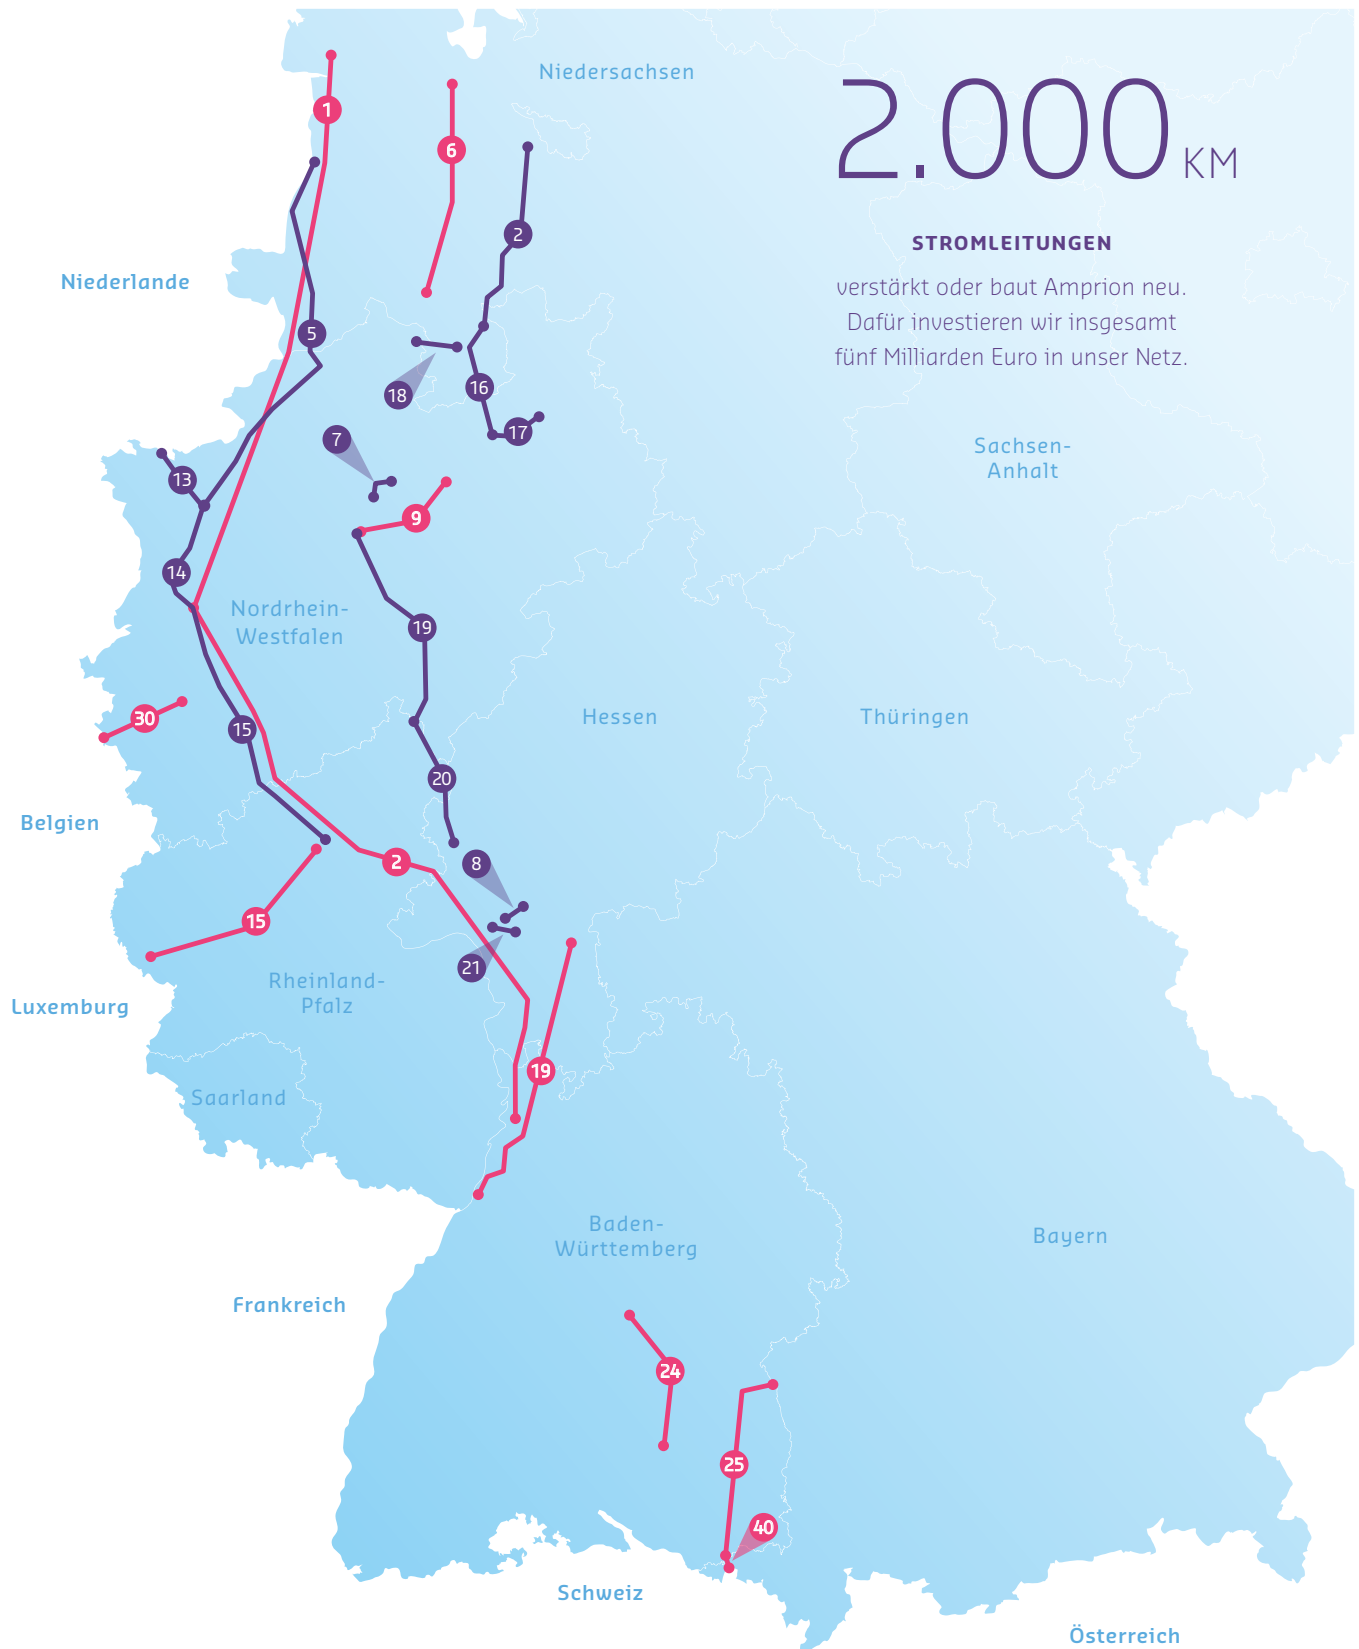 Niedersachsen
2.000 KM
STROMLEITUNGEN
verstärkt oder baut Amprion neu.
Dafür investieren wir insgesamt
fünf Milliarden Euro in unser Netz.
1
6
2
Niederlande
5
18
16
17
7
13
9
14
Sachsen-
Anhalt
Nordrhein-
Westfalen
19
30
15
Hessen
Thüringen
20
Belgien
2
8
15
21
Rheinland-
Pfalz
Luxemburg
19
Saarland
Baden-
Württemberg
Bayern
Frankreich
24
25
40
Schweiz
Österreich